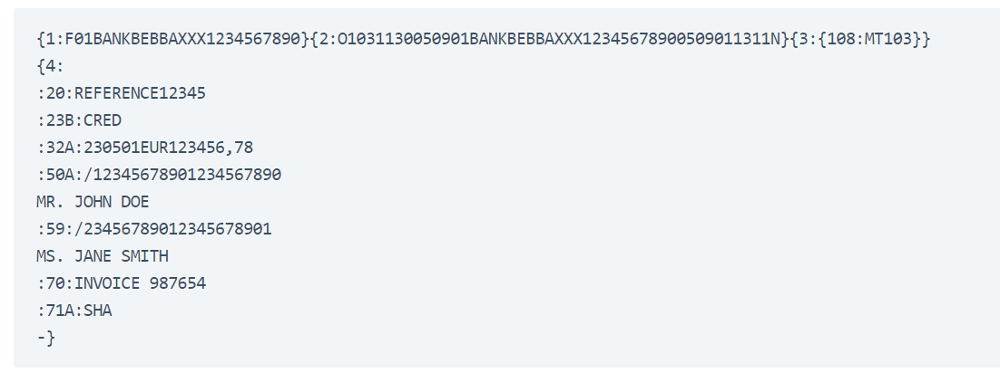 {1:F01BANKBEBBAXXX1234567890}{2:O1031130050901BANKBEBBAXXX12345678900509011311N}{3:{108:MT103}}
{4:
:20:REFERENCE12345
:23B:CRED
:32A:230501EUR123456,78
:50A:/12345678901234567890
MR. JOHN DOE
:59:/23456789012345678901
MS. JANE SMITH
:70:INVOICE 987654
:71A:SHA
-}